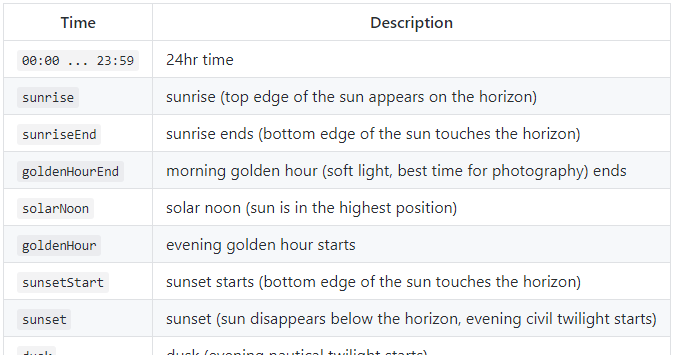 Time Description
00:00 ... 23:59 24hr time
sunrise sunrise (top edge of the sun appears on the horizon)
sunriseEnd sunrise ends (bottom edge of the sun touches the horizon)
goldenHourEnd morning golden hour (soft light, best time for photography) ends
solarNoon solar noon (sun is in the highest position)
goldenHour evening golden hour starts
sunsetStart sunset starts (bottom edge of the sun touches the horizon)
sunset sunset (sun disappears below the horizon, evening civil twilight starts)
dusk dusk (evening nautical twilight starts)